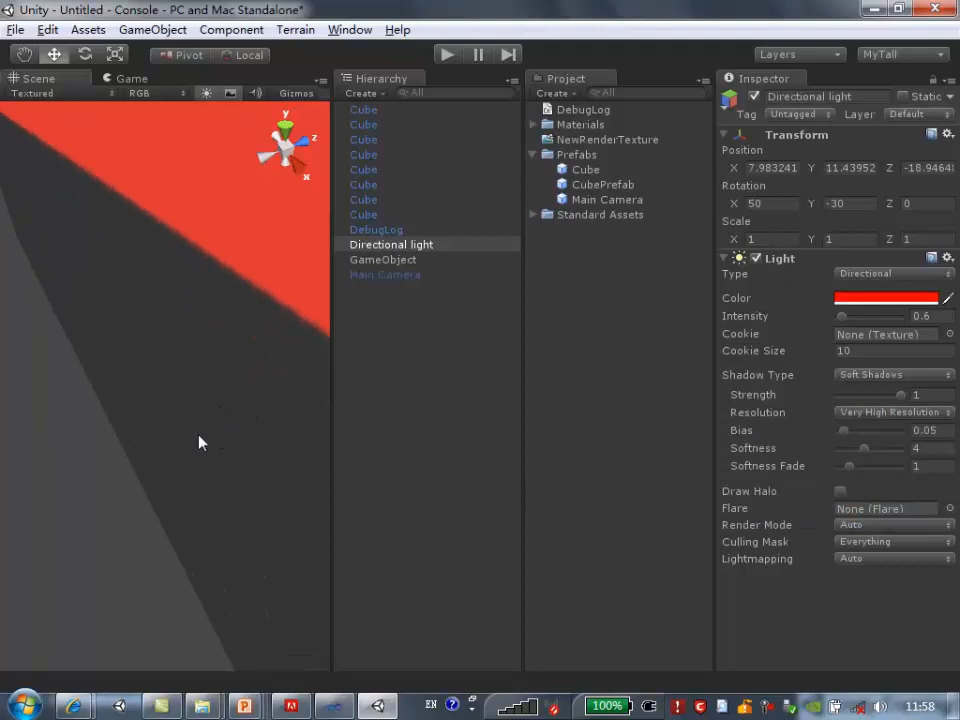 Unity - Untitled - Console - PC and Mac Standalone*
File Edit Assets GameObject Component Terrain Window Help
Pivot Local Layers MyTall
Scene Game
Textured RGB Gizmos
y
z
x
Hierarchy
Create All
Cube
Cube
Cube
Cube
Cube
Cube
Cube
Cube
DebugLog
Directional light
GameObject
Main Camera
Project
Create All
DebugLog
Materials
NewRenderTexture
Prefabs
Cube
CubePrefab
Main Camera
Standard Assets
Inspector
Directional light Static
Tag Untagged Layer Default
Transform
Position
X 7.983241 Y 11.43952 Z -18.9464
Rotation
X 50 Y -30 Z 0
Scale
X 1 Y 1 Z 1
Light
Type Directional
Color
Intensity 0.6
Cookie None (Texture)
Cookie Size 10
Shadow Type Soft Shadows
Strength 1
Resolution Very High Resolution
Bias 0.05
Softness 4
Softness Fade 1
Draw Halo
Flare None (Flare)
Render Mode Auto
Culling Mask Everything
Lightmapping Auto
EN 100% 11:58